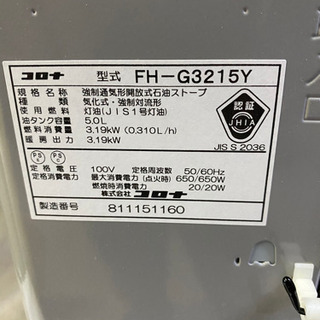 コロナ 型式 FH-G3215Y
規格 強制通気形開放式石油ストーブ
種類 気化式・強制対流形
使用燃料 灯油(JIS1号灯油)
油タンク容量 5.0L
燃料消費量 3.19kW (0.310L/h)
暖房出力 3.19kW
認証
JHIA
JIS S 2036
PS
定格電圧 100V 定格周波数 50/60Hz
定格消費電力 最大消費電力(点火時) 650/650W
燃焼時消費電力 20/20W
株式会社 コロナ
製造番号 811151160